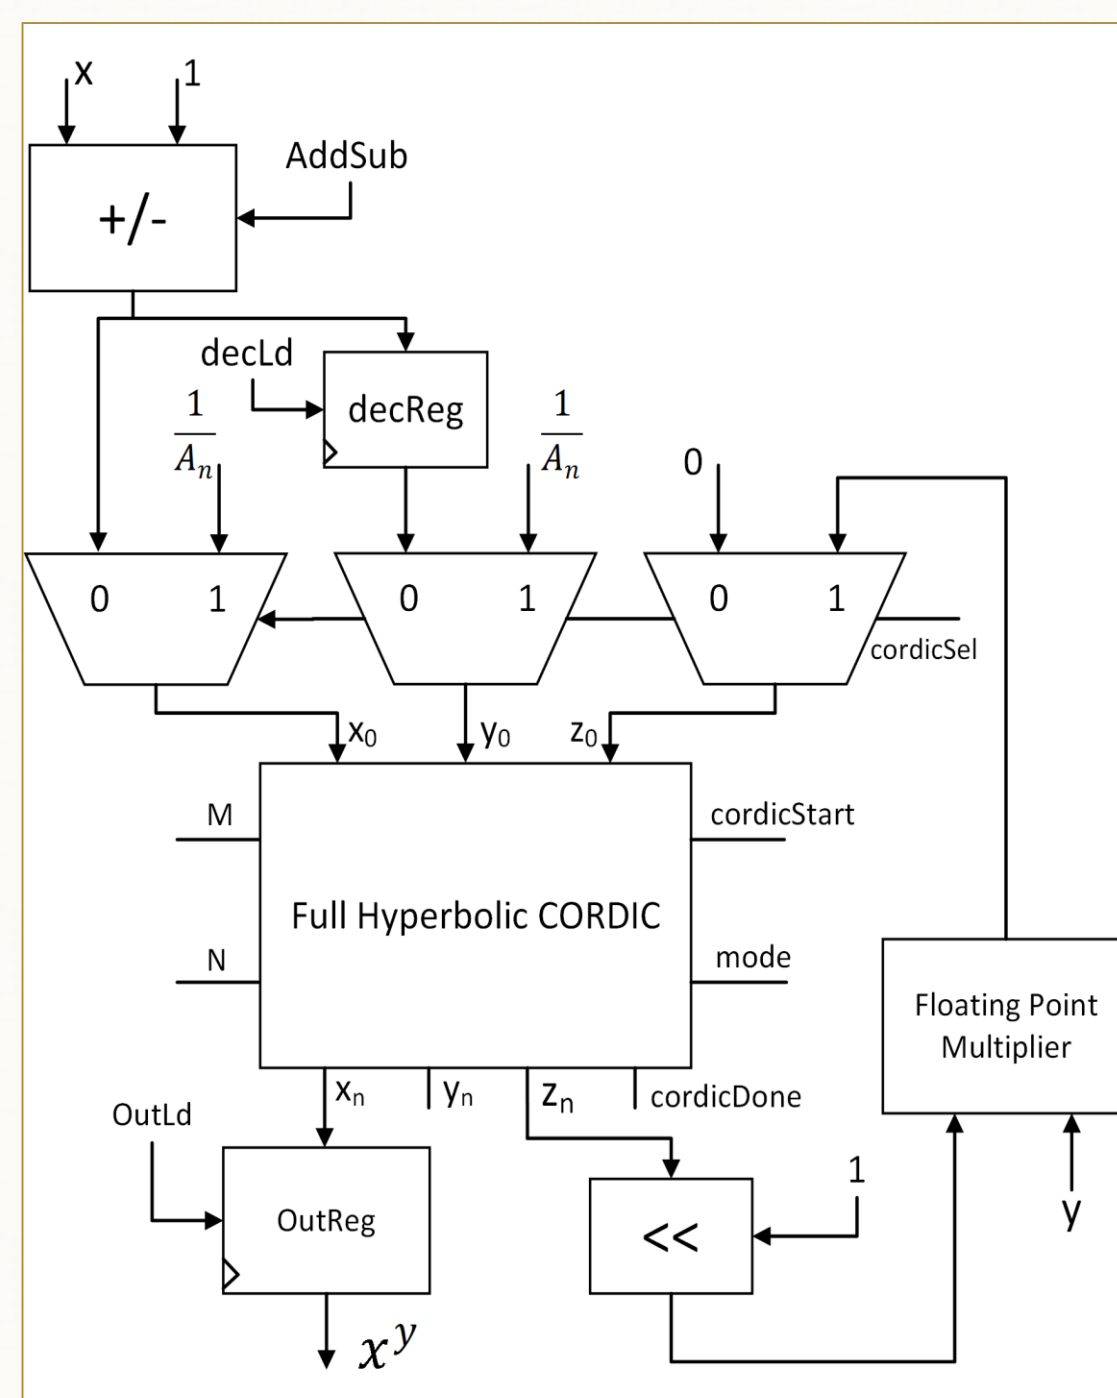 x 1
AddSub
+/-
decLd
decReg
1/Aₙ
1/Aₙ
0
0 1
0 1
0 1
cordicSel
x₀
y₀
z₀
M
cordicStart
Full Hyperbolic CORDIC
N
mode
Floating Point
Multiplier
xₙ
yₙ
zₙ
cordicDone
OutLd
1
OutReg
<<
y
xʸ